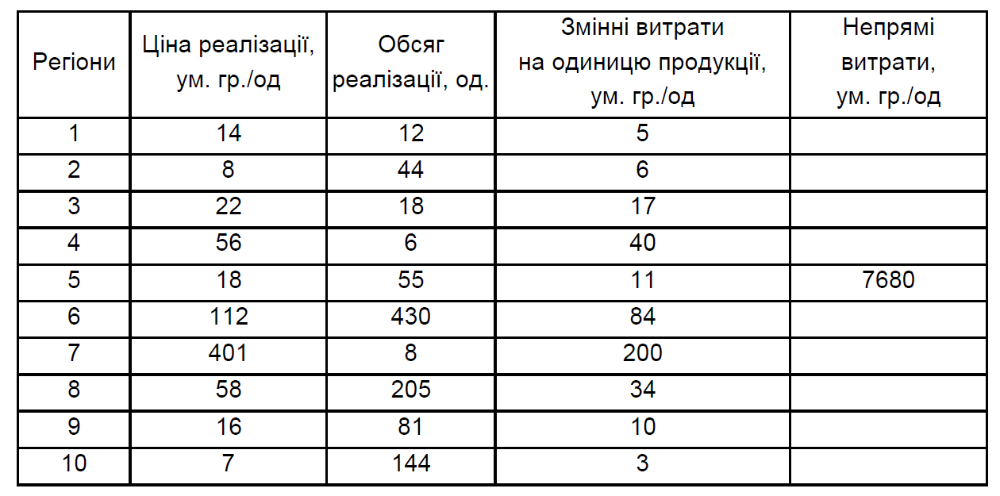 Регіони
Ціна реалізації,
ум. гр./од
Обсяг
реалізації, од.
Змінні витрати
на одиницю продукції,
ум. гр./од
Непрямі
витрати,
ум. гр./од
1 14 12 5
2 8 44 6
3 22 18 17
4 56 6 40
5 18 55 11 7680
6 112 430 84
7 401 8 200
8 58 205 34
9 16 81 10
10 7 144 3